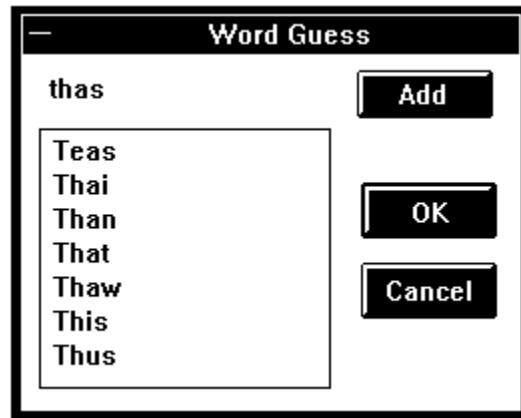 Word Guess
thas
Add
Teas
Thai
Than
That
Thaw
This
Thus
OK
Cancel